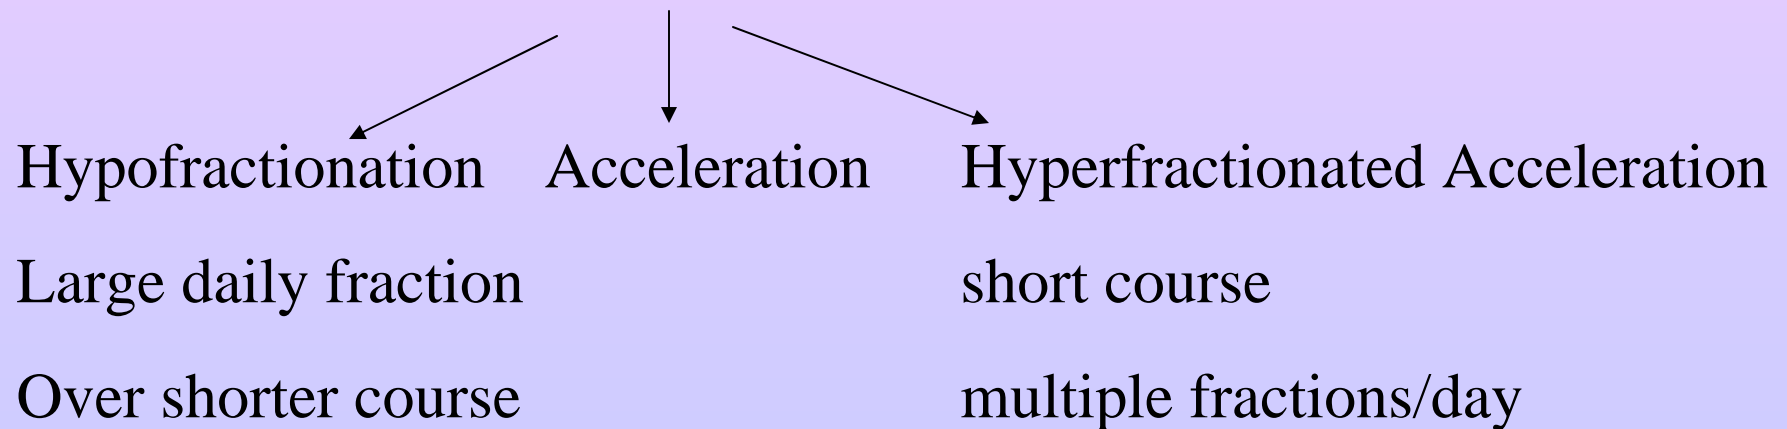 Hypofractionation Acceleration Hyperfractionated Acceleration
Large daily fraction short course
Over shorter course multiple fractions/day